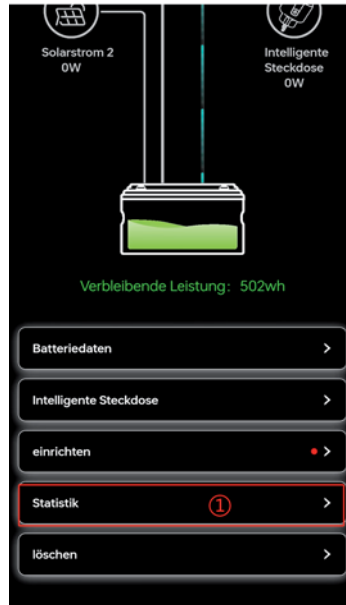 Solarstrom 2
0W
Intelligente
Steckdose
0W
Verbleibende Leistung: 502wh
Batteriedaten
Intelligente Steckdose
einrichten
Statistik ①
löschen